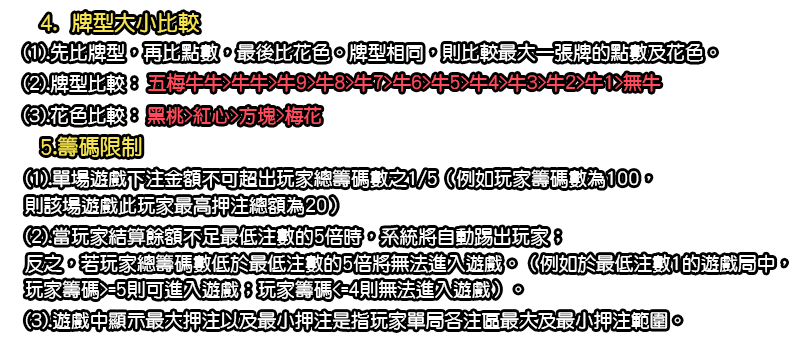 4. 牌型大小比較
(1).先比牌型，再比點數，最後比花色。牌型相同，則比較最大一張牌的點數及花色。
(2).牌型比較：五梅牛牛>牛牛>牛9>牛8>牛7>牛6>牛5>牛4>牛3>牛2>牛1>無牛
(3).花色比較：黑桃>紅心>方塊>梅花
5.籌碼限制
(1).單場遊戲下注金額不可超出玩家總籌碼數之1/5（例如玩家籌碼數為100，
則該場遊戲此玩家最高押注總額為20）
(2).當玩家結算餘額不足最低注數的5倍時，系統將自動踢出玩家；
反之，若玩家總籌碼數低於最低注數的5倍將無法進入遊戲。（例如於最低注數1的遊戲局中，
玩家籌碼>=5則可進入遊戲；玩家籌碼<=4則無法進入遊戲）。
(3).遊戲中顯示最大押注以及最小押注是指玩家單局各注區最大及最小押注範圍。